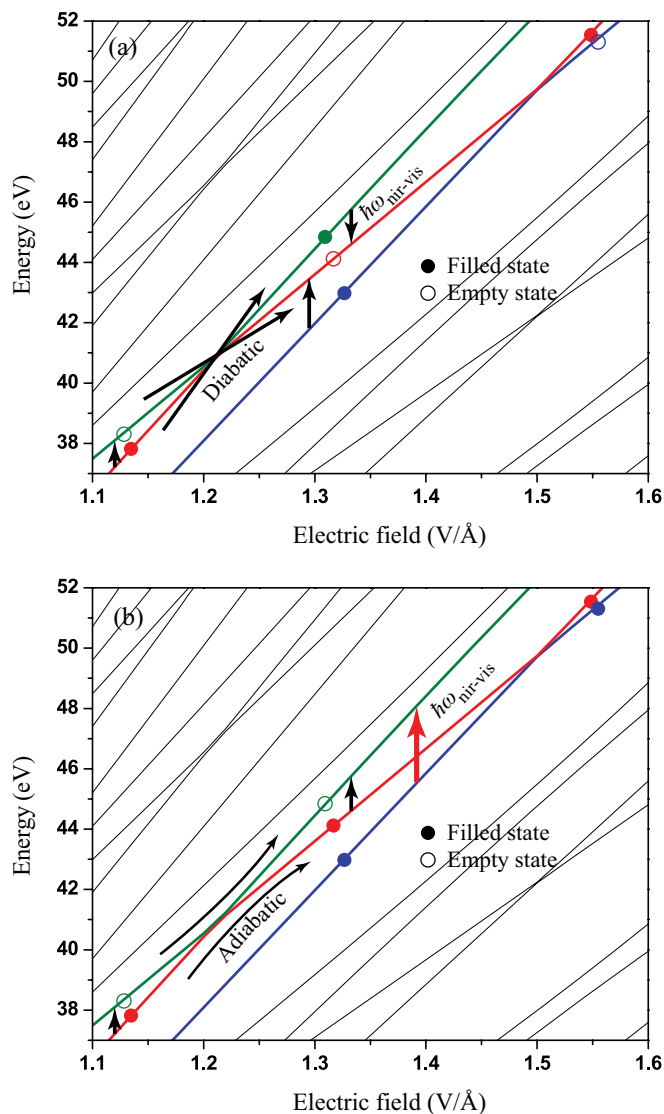 (a)
52
50
48
46
44
42
40
38
Energy (eV)
ℏω nir-vis
Filled state
Empty state
Diabatic
1.1 1.2 1.3 1.4 1.5 1.6
Electric field (V/Å)
(b)
52
50
48
46
44
42
40
38
Energy (eV)
ℏω nir-vis
Filled state
Empty state
Adiabatic
1.1 1.2 1.3 1.4 1.5 1.6
Electric field (V/Å)